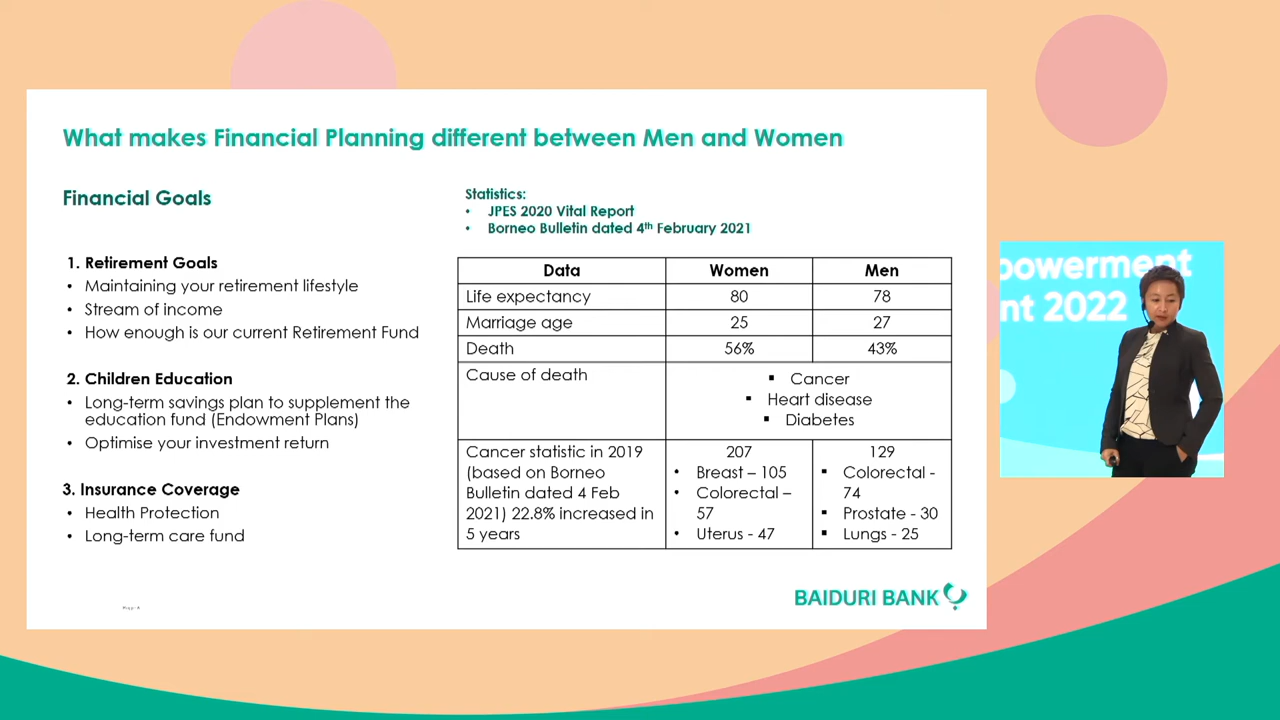 What makes Financial Planning different between Men and Women
Financial Goals
1. Retirement Goals
• Maintaining your retirement lifestyle
• Stream of income
• How enough is our current Retirement Fund
2. Children Education
• Long-term savings plan to supplement the
education fund (Endowment Plans)
• Optimise your investment return
3. Insurance Coverage
• Health Protection
• Long-term care fund
Statistics:
• JPES 2020 Vital Report
• Borneo Bulletin dated 4th February 2021
Data Women Men
Life expectancy 80 78
Marriage age 25 27
Death 56% 43%
Cause of death
▪ Cancer
▪ Heart disease
▪ Diabetes
Cancer statistic in 2019
(based on Borneo
Bulletin dated 4 Feb
2021) 22.8% increased in
5 years
207
• Breast – 105
• Colorectal –
57
• Uterus - 47
129
▪ Colorectal -
74
▪ Prostate - 30
▪ Lungs - 25
BAIDURI BANK
powerment
nt 2022